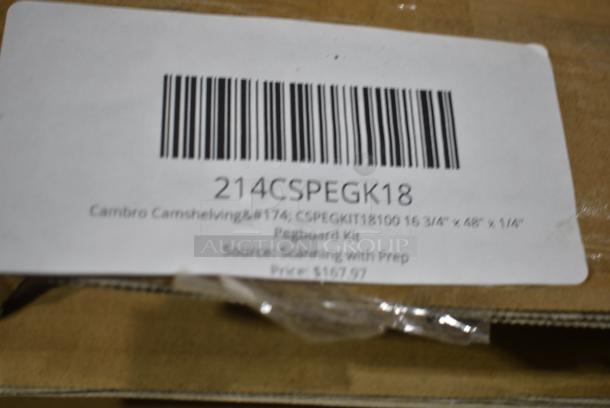 214CSPEGK18
Cambro Camshelving&#174; CSPEGKIT18100 16 3/4" x 48" x 1/4"
Pegboard Kit
Source: Scanning with Prep
Price: $167.97
AUCTION GROUP